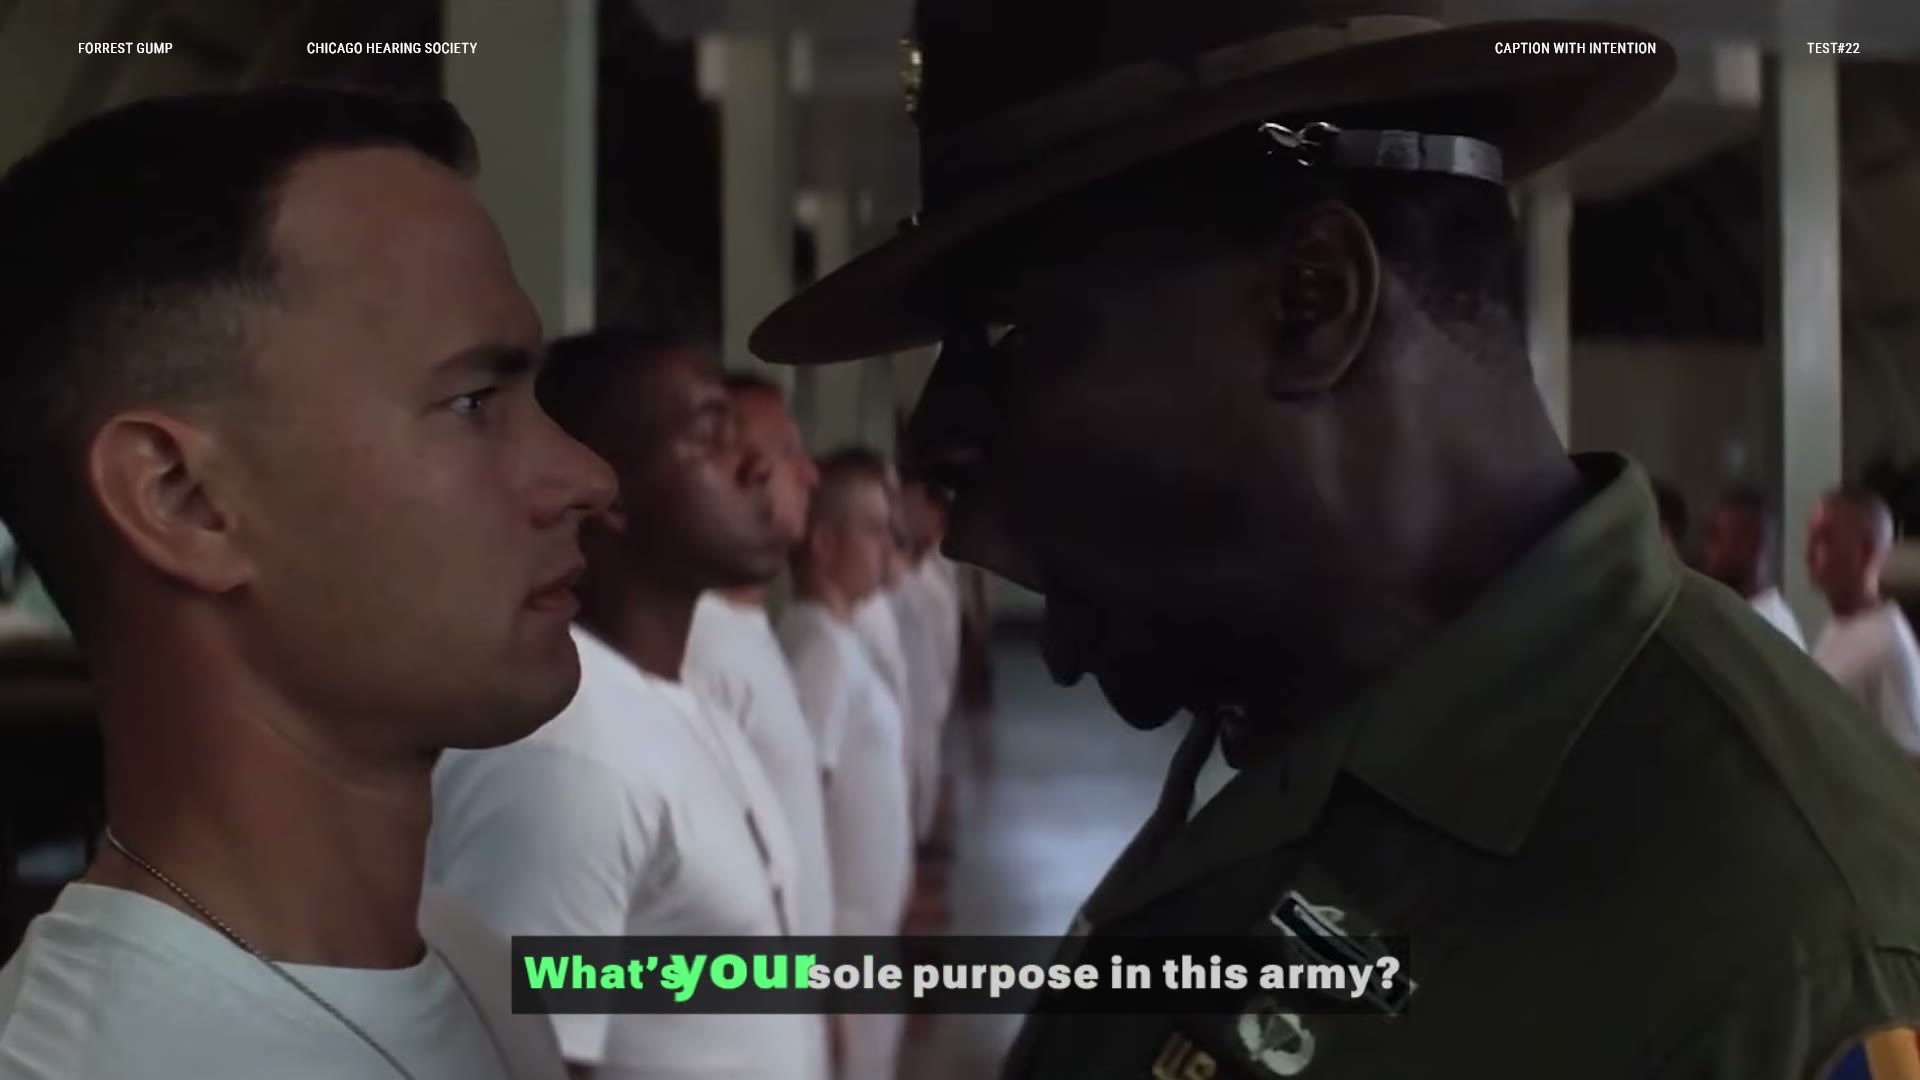 FORREST GUMP
CHICAGO HEARING SOCIETY
CAPTION WITH INTENTION
TEST#22
What's your sole purpose in this army?